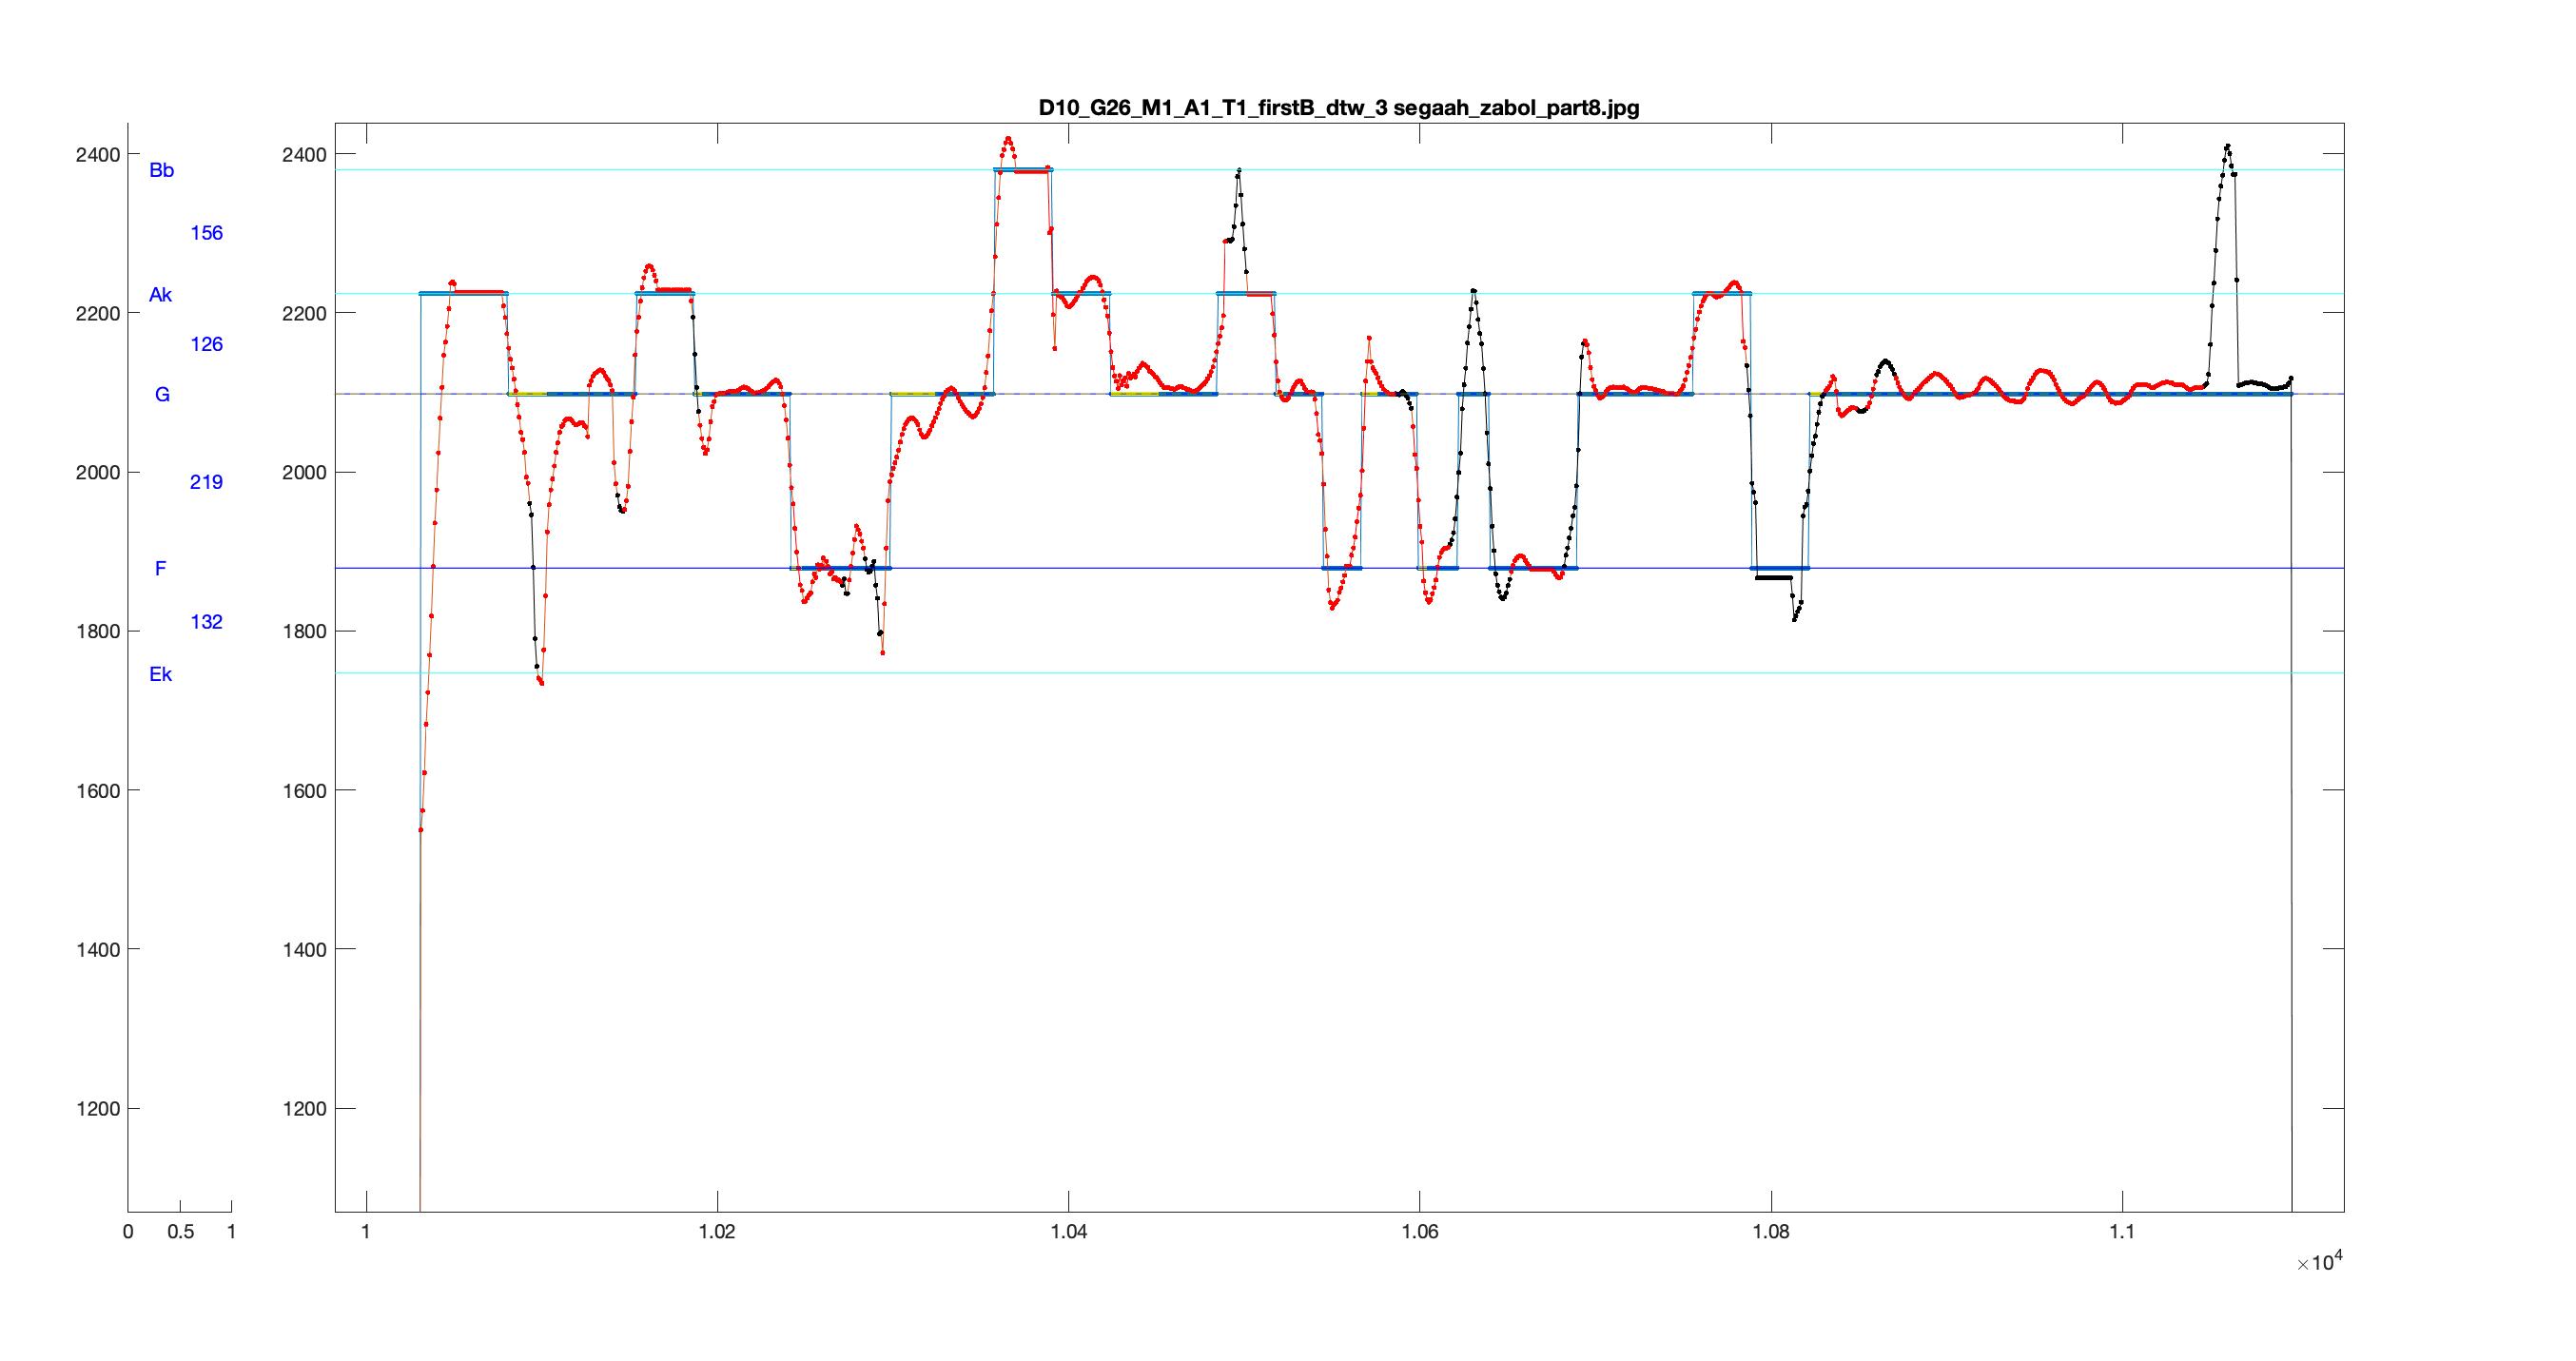 D10_G26_M1_A1_T1_firstB_dtw_3 segaah_zabol_part8.jpg
2400
Bb
2400
156
Ak
2200
2200
126
G
2000
2000
219
F
132
1800
1800
Ek
1600
1600
1400
1400
1200
1200
0 0.5 1
1 1.02 1.04 1.06 1.08 1.1
×10⁴